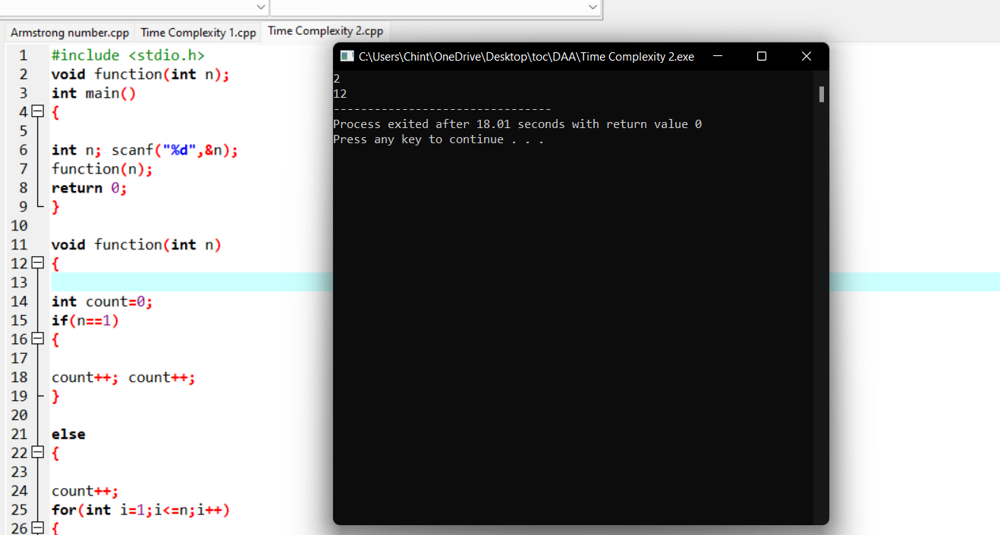 Armstrong number.cpp Time Complexity 1.cpp Time Complexity 2.cpp
1 #include <stdio.h>
2 void function(int n);
3 int main()
4 {
5
6 int n; scanf("%d",&n);
7 function(n);
8 return 0;
9 }
10
11 void function(int n)
12 {
13
14 int count=0;
15 if(n==1)
16 {
17
18 count++; count++;
19 }
20
21 else
22 {
23
24 count++;
25 for(int i=1;i<=n;i++)
26 {
C:\Users\Chint\OneDrive\Desktop\toc\DAA\Time Complexity 2.exe
2
12
--------------------------------
Process exited after 18.01 seconds with return value 0
Press any key to continue . . .